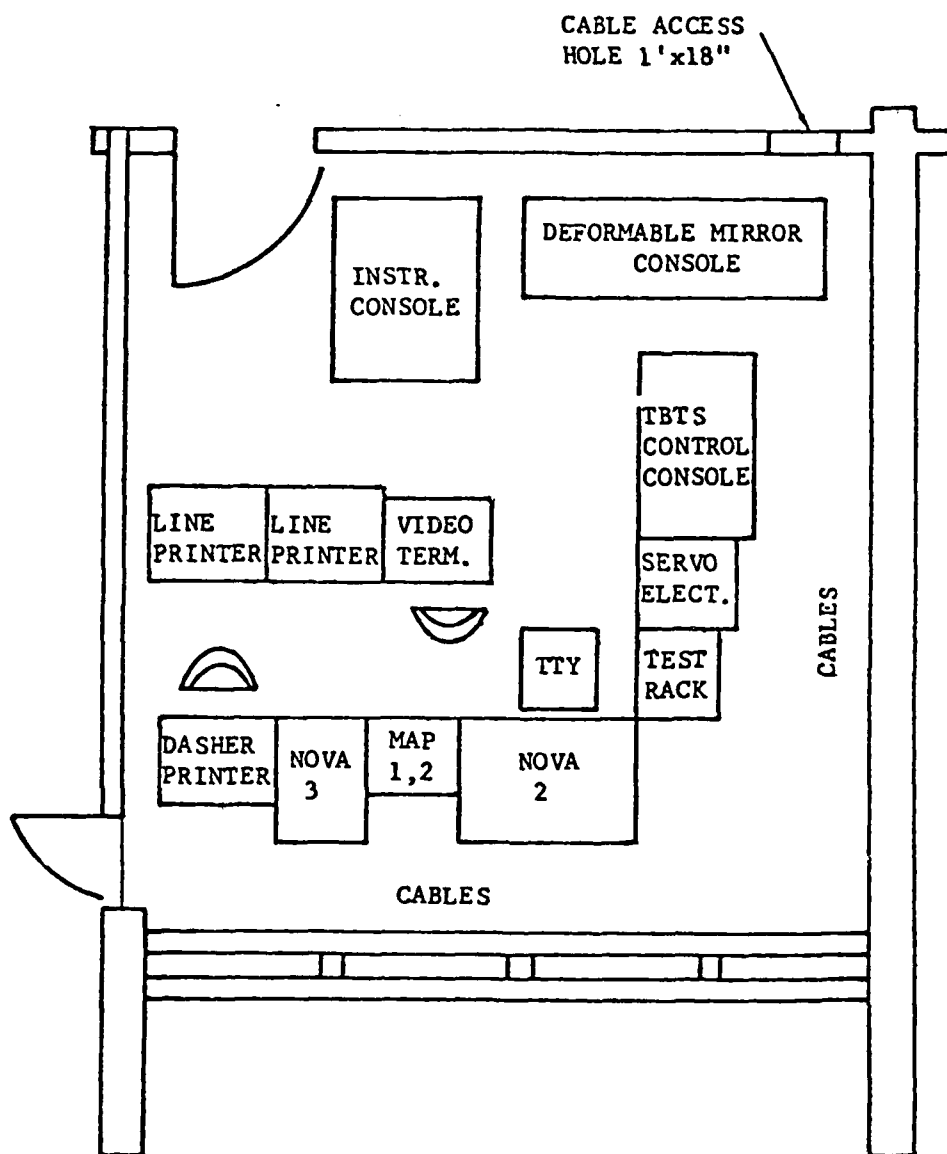 CABLE ACCESS
HOLE 1'x18"
DEFORMABLE MIRROR
CONSOLE
INSTR.
CONSOLE
TBTS
CONTROL
CONSOLE
LINE
PRINTER
LINE
PRINTER
VIDEO
TERM.
SERVO
ELECT.
CABLES
TTY
TEST
RACK
DASHER
PRINTER
NOVA
3
MAP
1,2
NOVA
2
CABLES